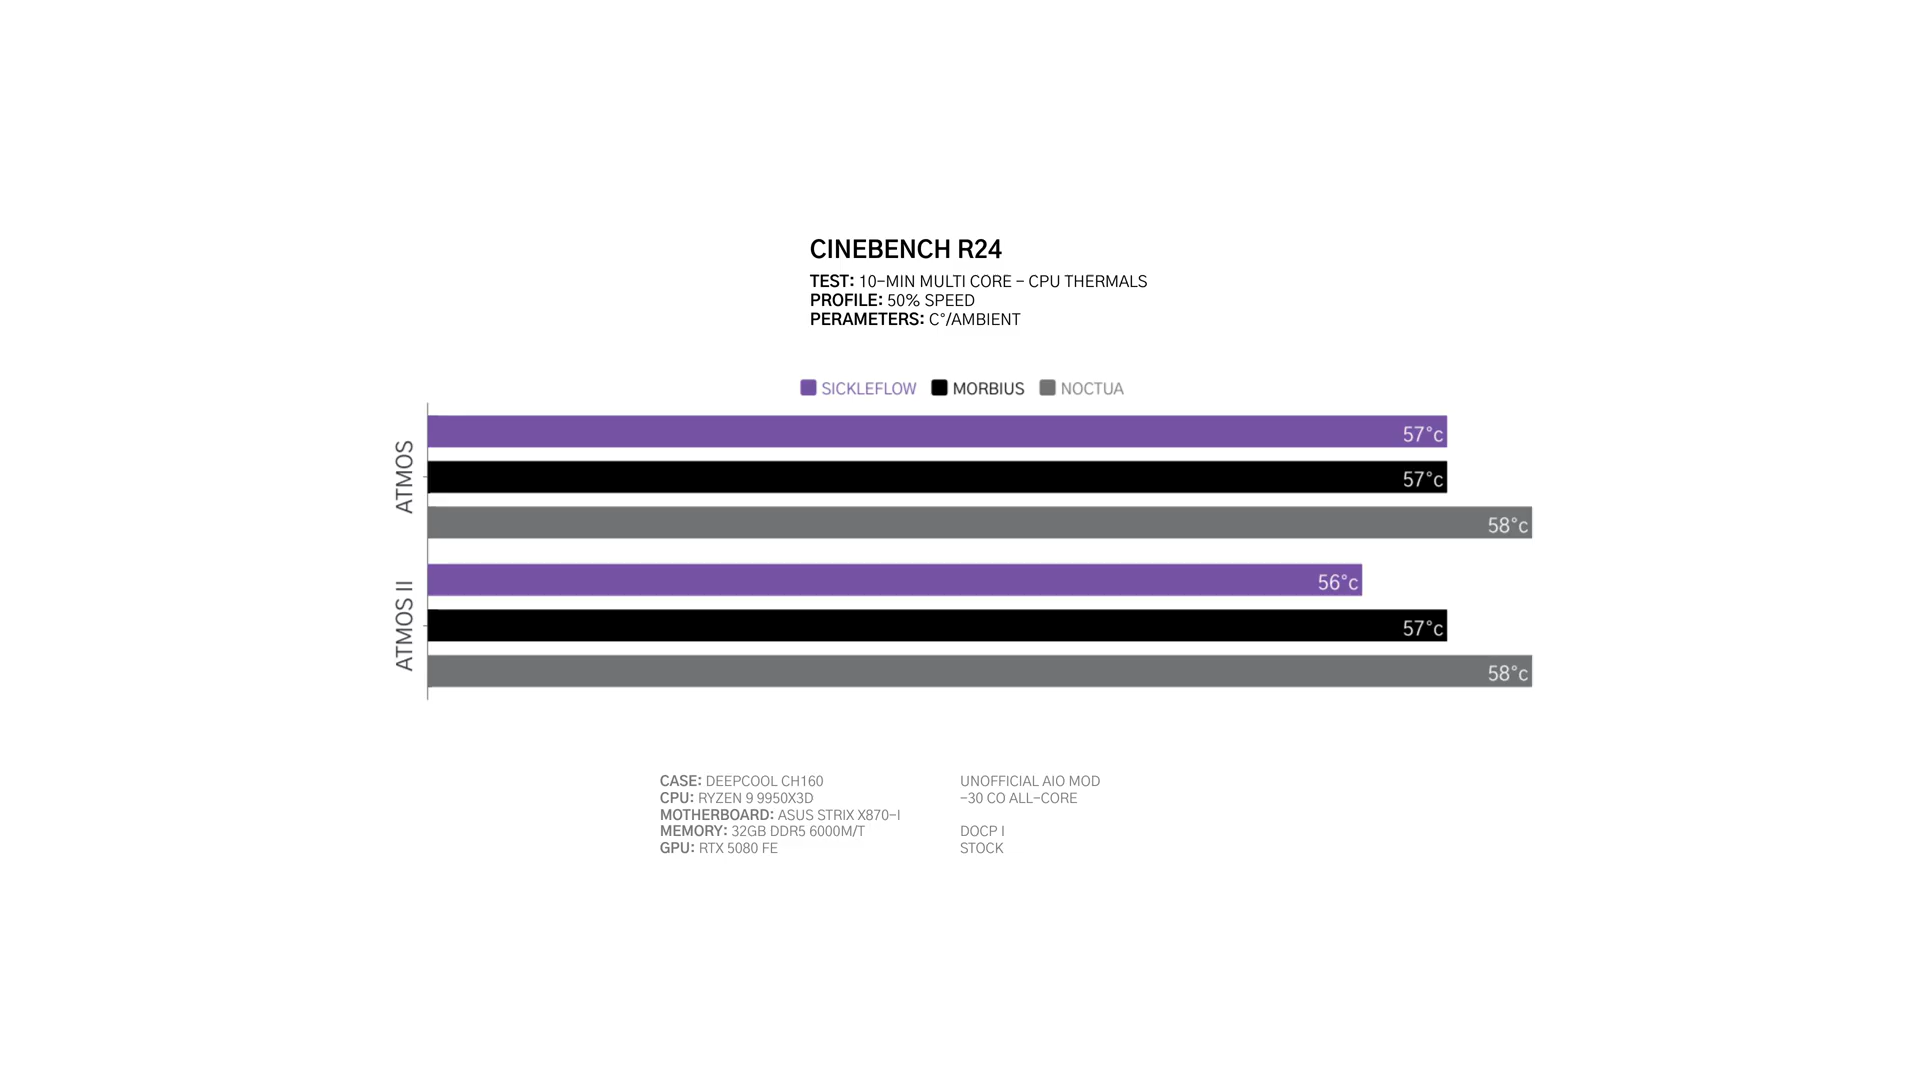 CINEBENCH R24
TEST: 10-MIN MULTI CORE - CPU THERMALS
PROFILE: 50% SPEED
PERAMETERS: C°/AMBIENT
SICKLEFLOW MORBIUS NOCTUA
ATMOS
57°c
57°c
58°c
ATMOS II
56°c
57°c
58°c
CASE: DEEPCOOL CH160 UNOFFICIAL AIO MOD
CPU: RYZEN 9 9950X3D -30 CO ALL-CORE
MOTHERBOARD: ASUS STRIX X870-I
MEMORY: 32GB DDR5 6000M/T DOCP I
GPU: RTX 5080 FE STOCK